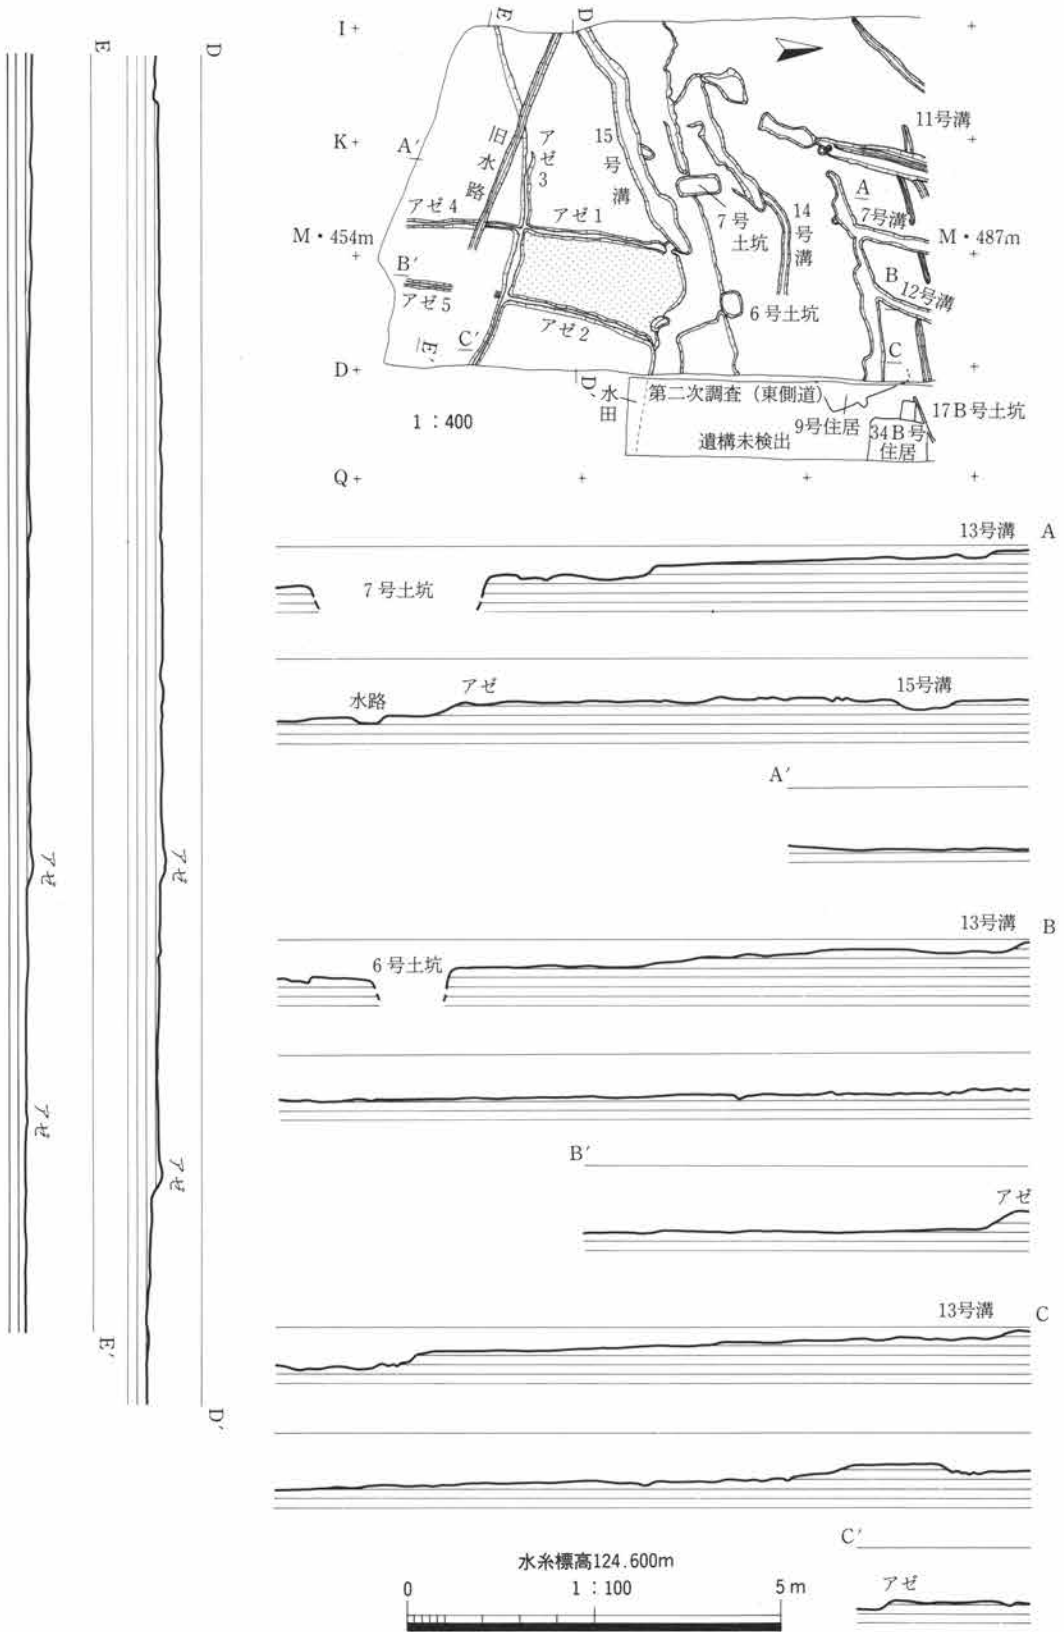 E
D
I
E
D
K
A′
旧水路
アゼ3
15号溝
11号溝
アゼ4
アゼ1
7号土坑
14号溝
A
7号溝
M・454m
M・487m
B′
アゼ5
B
12号溝
アゼ2
6号土坑
C′
E′
C
D
D′
水田
第二次調査（東側道）
1：400
9号住居
17B号土坑
34B号住居
遺構未検出
Q
13号溝
A
7号土坑
水路
アゼ
15号溝
A′
アゼ
アゼ
13号溝
B
6号土坑
アゼ
アゼ
B′
アゼ
13号溝
C
E′
D′
C′
水糸標高124.600m
0
1：100
5m
アゼ